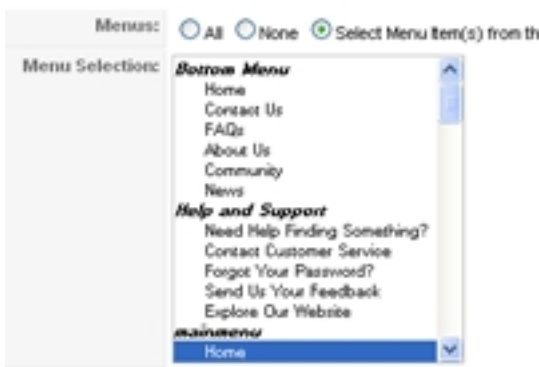 Menus: All None Select Menu Item(s) from th
Menu Selection: Bottom Menu
Home
Contact Us
FAQs
About Us
Community
News
Help and Support
Need Help Finding Something?
Contact Customer Service
Forgot Your Password?
Send Us Your Feedback
Explore Our Website
mainmenu
Home